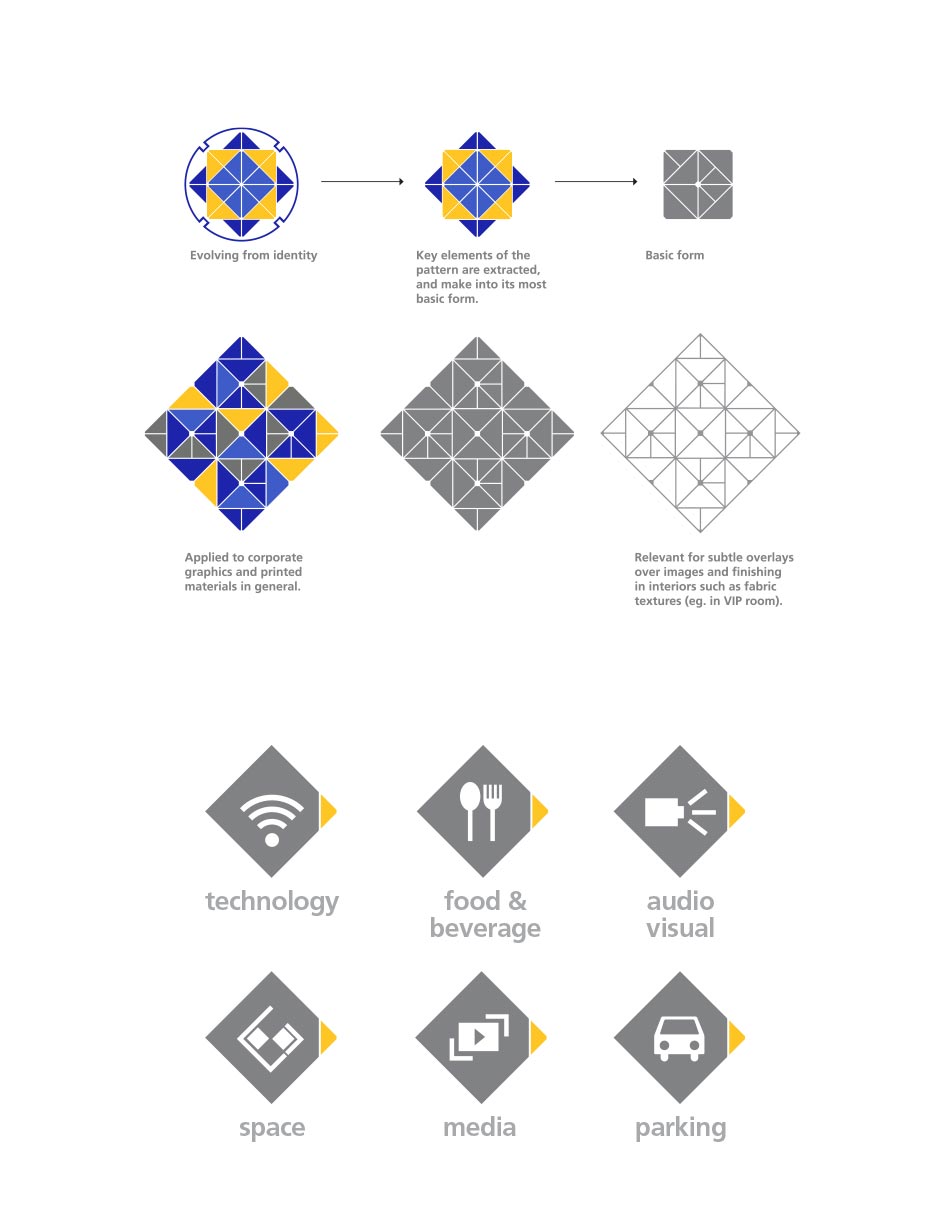 Evolving from identity
Key elements of the
pattern are extracted,
and make into its most
basic form.
Basic form
Applied to corporate
graphics and printed
materials in general.
Relevant for subtle overlays
over images and finishing
in interiors such as fabric
textures (eg. in VIP room).
technology
food &
beverage
audio
visual
space
media
parking